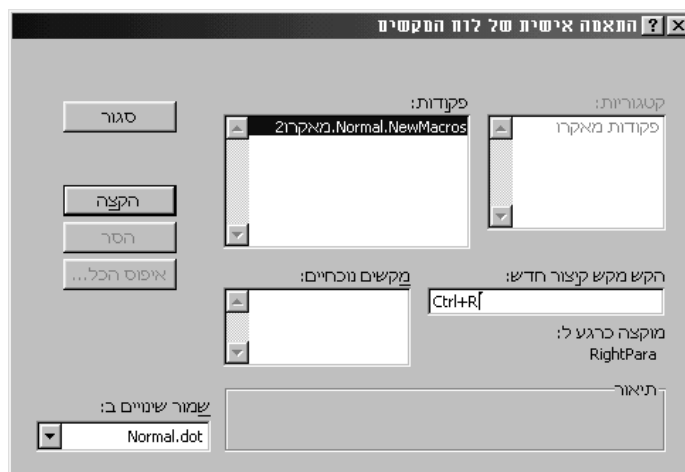 התאמה אישית של לוח המקשים
קטגוריות:
פקודות מאקרו
פקודות:
Normal.NewMacros.מאקרו2
סגור
הקצה
הסר
איפוס הכל...
הקש מקש קיצור חדש:
Ctrl+R
מקשים נוכחיים:
מוקצה כרגע ל:
RightPara
תיאור
שמור שינויים ב:
Normal.dot